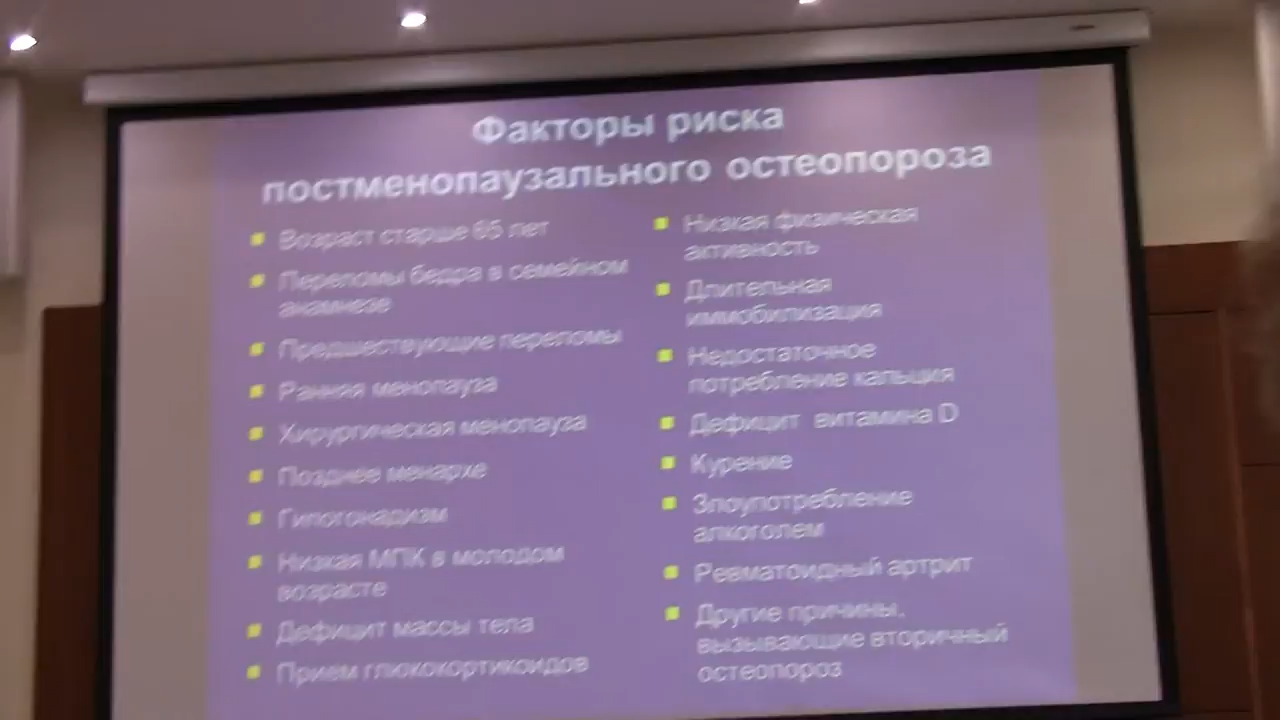 Факторы риска
постменопаузального остеопороза
Возраст старше 65 лет
Переломы бедра в семейном
анамнезе
Предшествующие переломы
Ранняя менопауза
Хирургическая менопауза
Позднее менархе
Гипогонадизм
Низкая МПК в молодом
возрасте
Дефицит массы тела
Прием глюкокортикоидов
Низкая физическая
активность
Длительная
иммобилизация
Недостаточное
потребление кальция
Дефицит витамина D
Курение
Злоупотребление
алкоголем
Ревматоидный артрит
Другие причины,
вызывающие вторичный
остеопороз